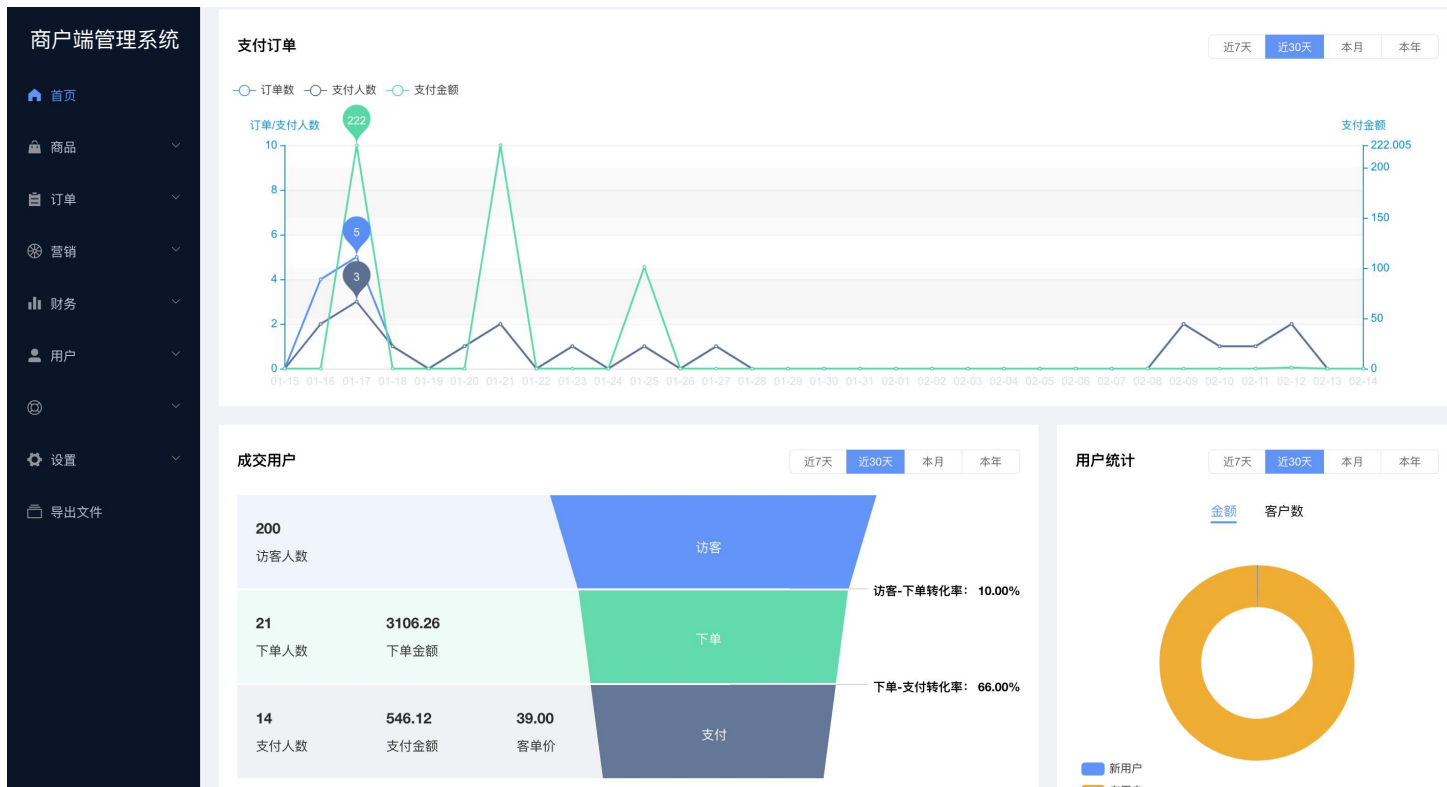 商户端管理系统
首页
商品
订单
营销
财务
用户
设置
导出文件
支付订单
近7天 近30天 本月 本年
订单数 支付人数 支付金额
订单/支付人数 支付金额
222
5
3
10
8
6
4
2
0
222.005
200
150
100
50
0
01-15 01-16 01-17 01-18 01-19 01-20 01-21 01-22 01-23 01-24 01-25 01-26 01-27 01-28 01-29 01-30 01-31 02-01 02-02 02-03 02-04 02-05 02-06 02-07 02-08 02-09 02-10 02-11 02-12 02-13 02-14
成交用户
近7天 近30天 本月 本年
200
访客人数
访客
访客-下单转化率： 10.00%
21 3106.26
下单人数 下单金额
下单
下单-支付转化率： 66.00%
14 546.12 39.00
支付人数 支付金额 客单价
支付
用户统计
近7天 近30天 本月 本年
金额 客户数
新用户